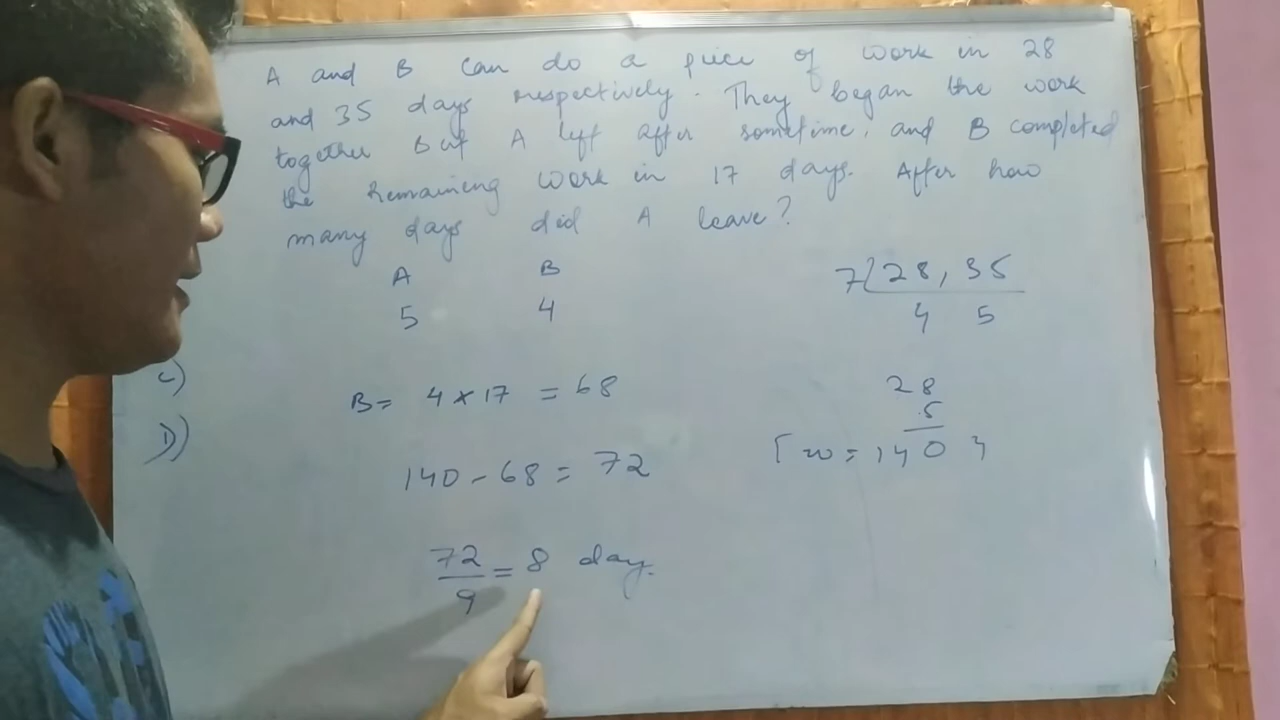 A and B can do a piece of work in 28
and 35 days respectively. They began the work
together But A left after sometime, and B completed
the remaining work in 17 days. After how
many days did A leave?
A B
5 4
7 28, 35
4 5
C)
D)
B = 4 x 17 = 68
28
5
w = 140
140 - 68 = 72
72
9
= 8 day.